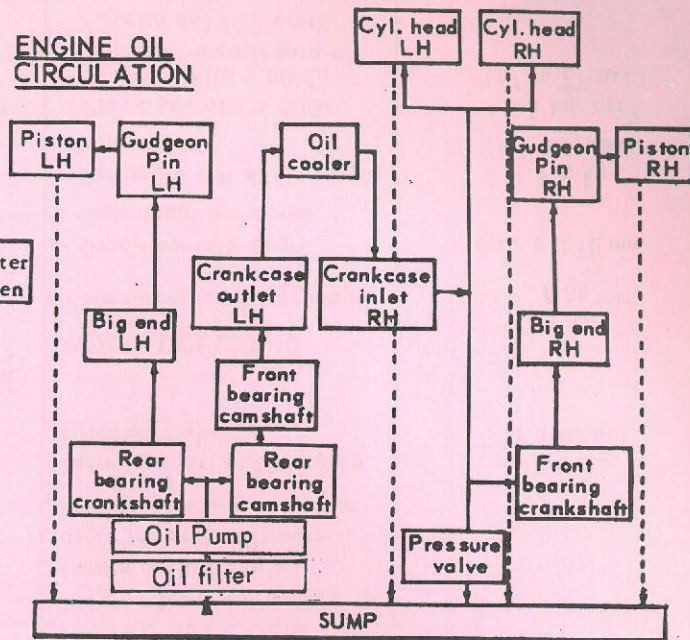 ENGINE OIL
CIRCULATION
Cyl. head
LH
Cyl. head
RH
Piston
LH
Gudgeon
Pin
LH
Oil
cooler
Gudgeon
Pin
RH
Piston
RH
Crankcase
outlet
LH
Crankcase
inlet
RH
Big end
LH
Big end
RH
Front
bearing
camshaft
Rear
bearing
crankshaft
Rear
bearing
camshaft
Front
bearing
crankshaft
Oil Pump
Oil filter
Pressure
valve
SUMP